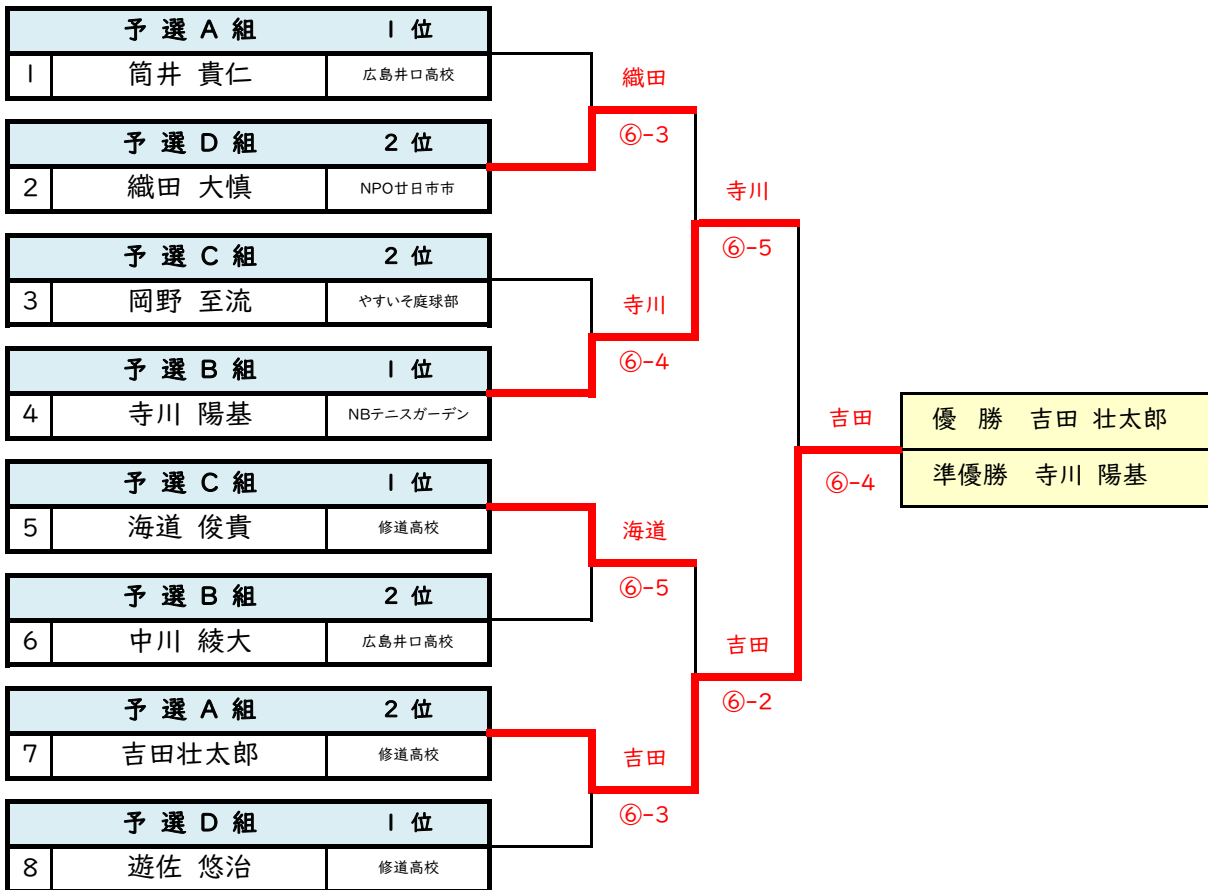 予 選 A 組 1 位
1 筒井 貴仁 広島井口高校
織田
⑥-3
予 選 D 組 2 位
2 織田 大慎 NPO廿日市市
寺川
⑥-5
予 選 C 組 2 位
3 岡野 至流 やすいそ庭球部
寺川
⑥-4
予 選 B 組 1 位
4 寺川 陽基 NBテニスガーデン
吉田
⑥-4
優 勝 吉田 壮太郎
準優勝 寺川 陽基
予 選 C 組 1 位
5 海道 俊貴 修道高校
海道
⑥-5
予 選 B 組 2 位
6 中川 綾大 広島井口高校
吉田
⑥-2
予 選 A 組 2 位
7 吉田壮太郎 修道高校
吉田
⑥-3
予 選 D 組 1 位
8 遊佐 悠治 修道高校